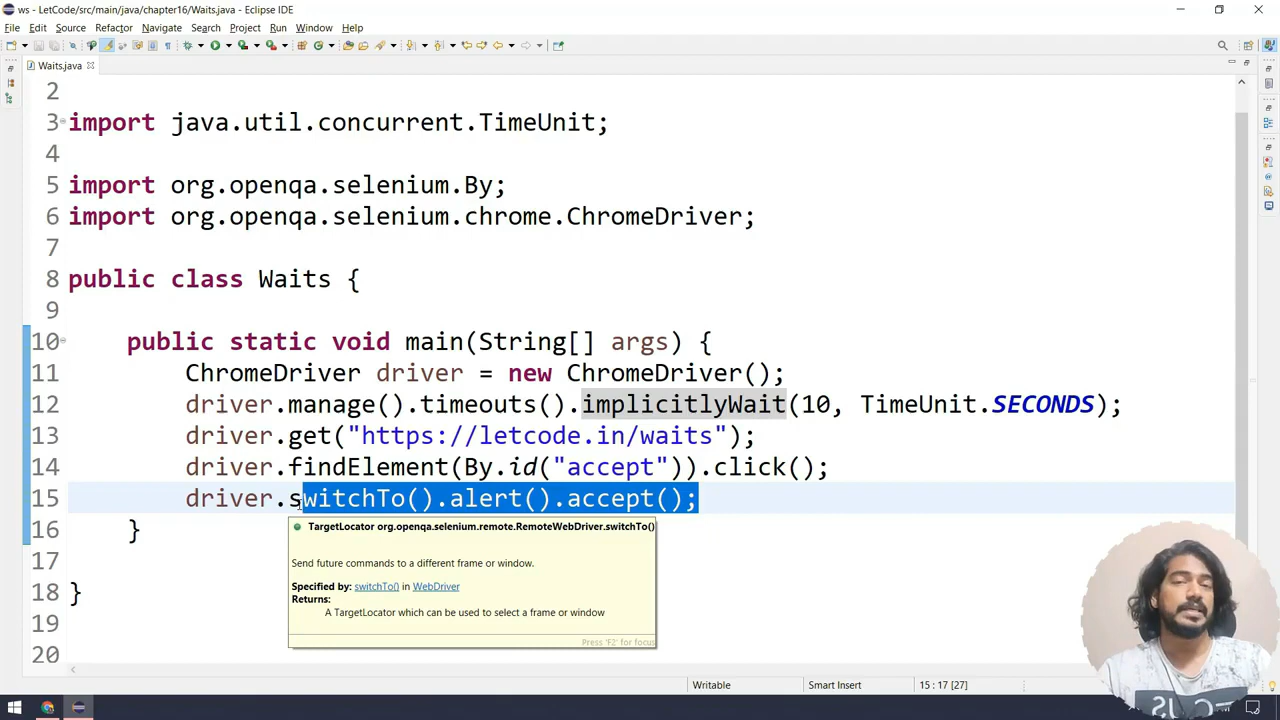 ws - LetCode/src/main/java/chapter16/Waits.java - Eclipse IDE
File Edit Source Refactor Navigate Search Project Run Window Help
Waits.java
2
3 import java.util.concurrent.TimeUnit;
4
5 import org.openqa.selenium.By;
6 import org.openqa.selenium.chrome.ChromeDriver;
7
8 public class Waits {
9
10 public static void main(String[] args) {
11 ChromeDriver driver = new ChromeDriver();
12 driver.manage().timeouts().implicitlyWait(10, TimeUnit.SECONDS);
13 driver.get("https://letcode.in/waits");
14 driver.findElement(By.id("accept")).click();
15 driver.switchTo().alert().accept();
16 }
TargetLocator org.openqa.selenium.remote.RemoteWebDriver.switchTo()
Send future commands to a different frame or window.
Specified by: switchTo() in WebDriver
Returns:
A TargetLocator which can be used to select a frame or window
Press 'F2' for focus
17
18 }
19
20
Writable Smart Insert 15 : 17 [27]